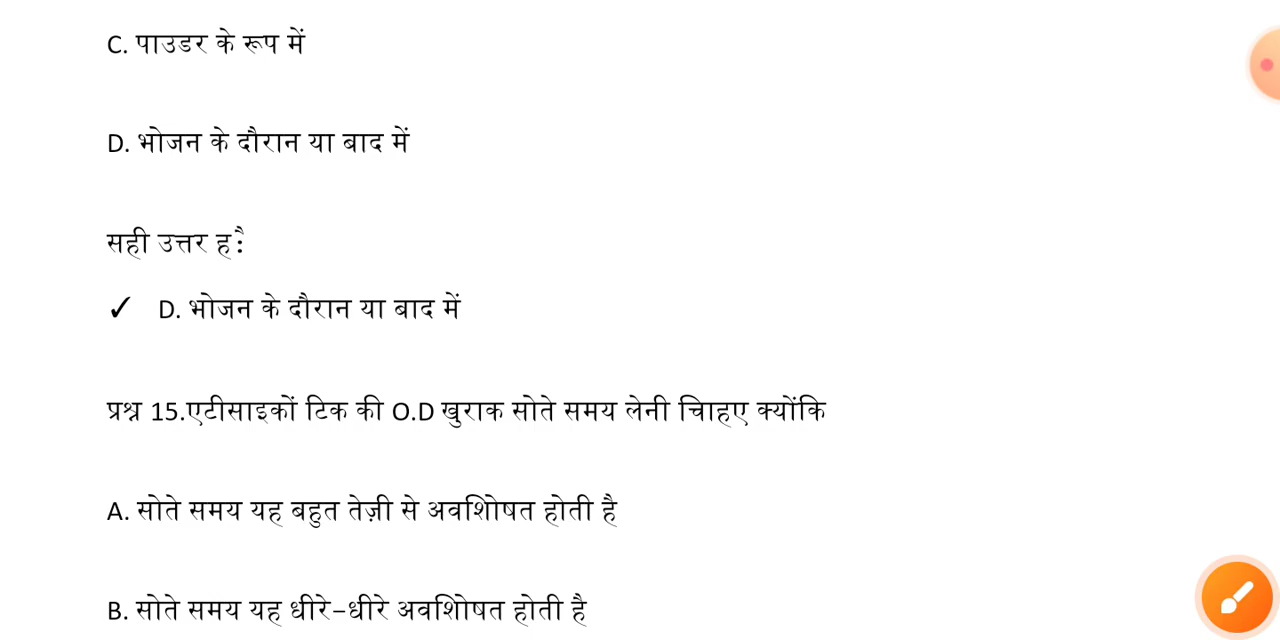 C. पाउडर के रूप में
D. भोजन के दौरान या बाद में
सही उत्तर है:
✓ D. भोजन के दौरान या बाद में
प्रश्न 15.एटीसाइकों टिक की O.D खुराक सोते समय लेनी चािहए क्योंकि
A. सोते समय यह बहुत तेज़ी से अवशोिषत होती है
B. सोते समय यह धीरे-धीरे अवशोिषत होती है